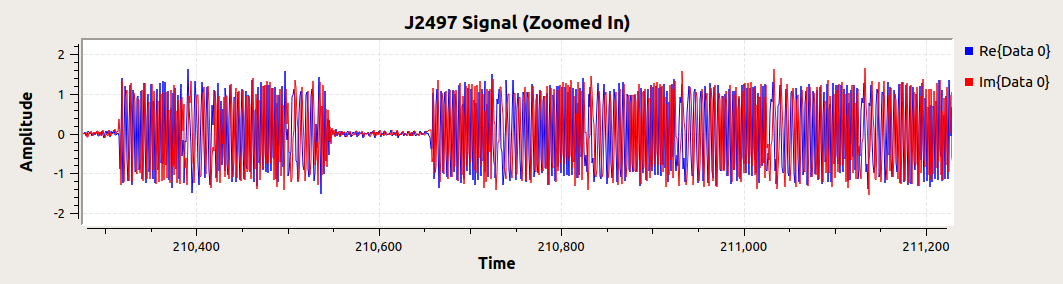 J2497 Signal (Zoomed In)
Re{Data 0}
Im{Data 0}
Amplitude
2
1
0
-1
-2
210,400
210,600
210,800
211,000
211,200
Time